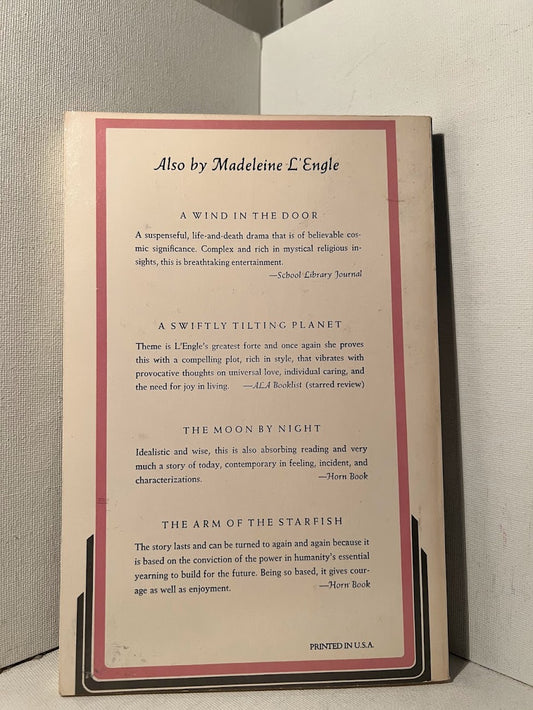 Also by Madeleine L'Engle
A WIND IN THE DOOR
A suspenseful, life-and-death drama that is of believable cos-
mic significance. Complex and rich in mystical religious in-
sights, this is breathtaking entertainment.
—School Library Journal
A SWIFTLY TILTING PLANET
Theme is L'Engle's greatest forte and once again she proves
this with a compelling plot, rich in style, that vibrates with
provocative thoughts on universal love, individual caring, and
the need for joy in living. —ALA Booklist (starred review)
THE MOON BY NIGHT
Idealistic and wise, this is also absorbing reading and very
much a story of today, contemporary in feeling, incident, and
characterizations. —Horn Book
THE ARM OF THE STARFISH
The story lasts and can be turned to again and again because it
is based on the conviction of the power in humanity's essential
yearning to build for the future. Being so based, it gives cour-
age as well as enjoyment. —Horn Book
PRINTED IN U.S.A.